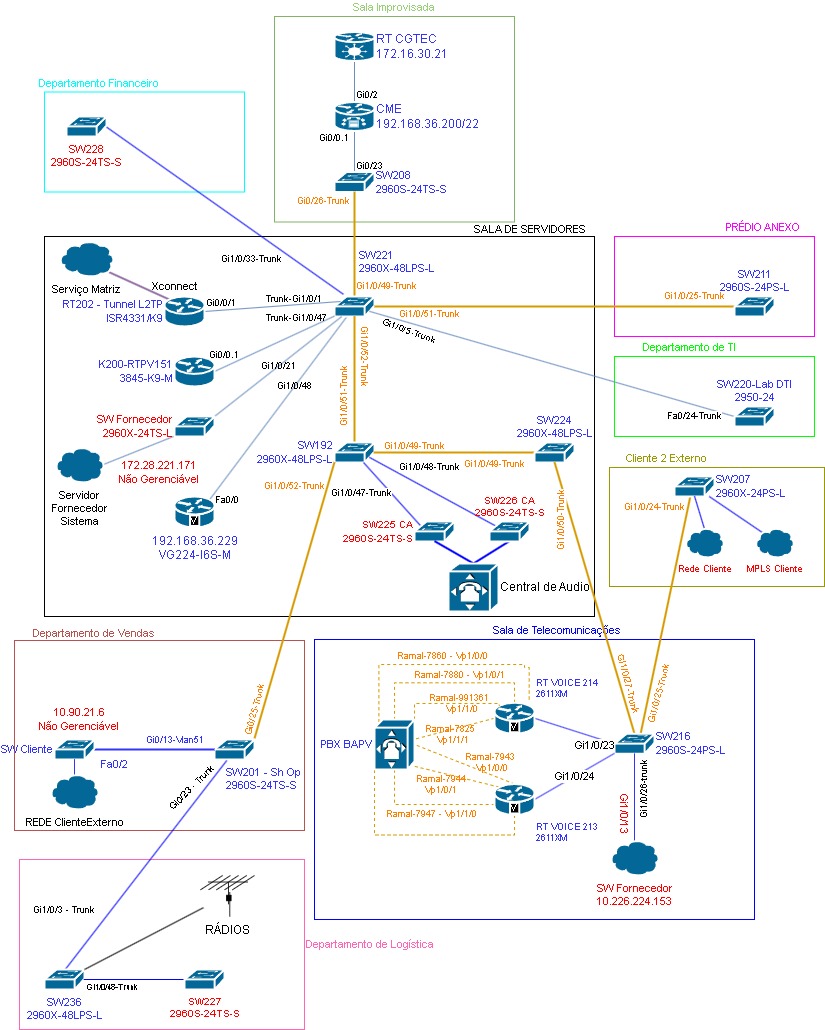 Sala Improvisada
RT CGTEC
172.16.30.21
Gi0/2
CME
192.168.36.200/22
Gi0/0.1
Gi0/23
SW208
2960S-24TS-S
Gi0/26-Trunk
Departamento Financeiro
SW228
2960S-24TS-S
SALA DE SERVIDORES
SW221
2960X-48LPS-L
Gi1/0/49-Trunk
Gi1/0/33-Trunk
Serviço Matriz
Xconnect
RT202 - Tunnel L2TP
ISR4331/K9
Gi0/0/1
Trunk-Gi1/0/1
Trunk-Gi1/0/47
Gi1/0/51-Trunk
Gi1/0/5-Trunk
K200-RTPV151
3845-K9-M
Gi0/0.1
Gi1/0/21
Gi1/0/48
Gi1/0/52-Trunk
Gi1/0/51-Trunk
SW Fornecedor
2960X-24TS-L
172.28.221.171
Não Gerenciável
Servidor
Fornecedor
Sistema
Fa0/0
192.168.36.229
VG224-I6S-M
SW192
2960X-48LPS-L
Gi1/0/49-Trunk
Gi1/0/48-Trunk
Gi1/0/49-Trunk
Gi1/0/52-Trunk
Gi1/0/47-Trunk
SW224
2960X-48LPS-L
Gi1/0/50-Trunk
SW226 CA
2960S-24TS-S
SW225 CA
2960S-24TS-S
Central de Audio
PRÉDIO ANEXO
SW211
2960S-24PS-L
Gi1/0/25-Trunk
Departamento de TI
SW220-Lab DTI
2950-24
Fa0/24-Trunk
Cliente 2 Externo
SW207
2960X-24PS-L
Gi1/0/24-Trunk
Rede Cliente
MPLS Cliente
Departamento de Vendas
10.90.21.6
Não Gerenciável
SW Cliente
Gi0/13-Vlan51
Fa0/2
Gi0/25-Trunk
SW201 - Sh Op
2960S-24TS-S
Gi0/23 - Trunk
REDE ClienteExterno
Sala de Telecomunicações
Ramal-7860 - Vp1/0/0
Ramal-7880 - Vp1/0/1
Ramal-991361
Vp1/1/0
Ramal-7825
Vp1/1/1
Ramal-7943
Vp1/0/0
Ramal-7944
Vp1/0/1
Ramal-7947 - Vp1/1/0
PBX BAPV
RT VOICE 214
2611XM
RT VOICE 213
2611XM
Gi1/0/23
Gi1/0/24
Gi1/0/27-Trunk
Gi1/0/25-Trunk
SW216
2960S-24PS-L
Gi1/0/13
Gi1/0/26-trunk
SW Fornecedor
10.226.224.153
Gi1/0/3 - Trunk
RÁDIOS
Departamento de Logística
SW236
2960X-48LPS-L
Gi1/0/48-Trunk
SW227
2960S-24TS-S